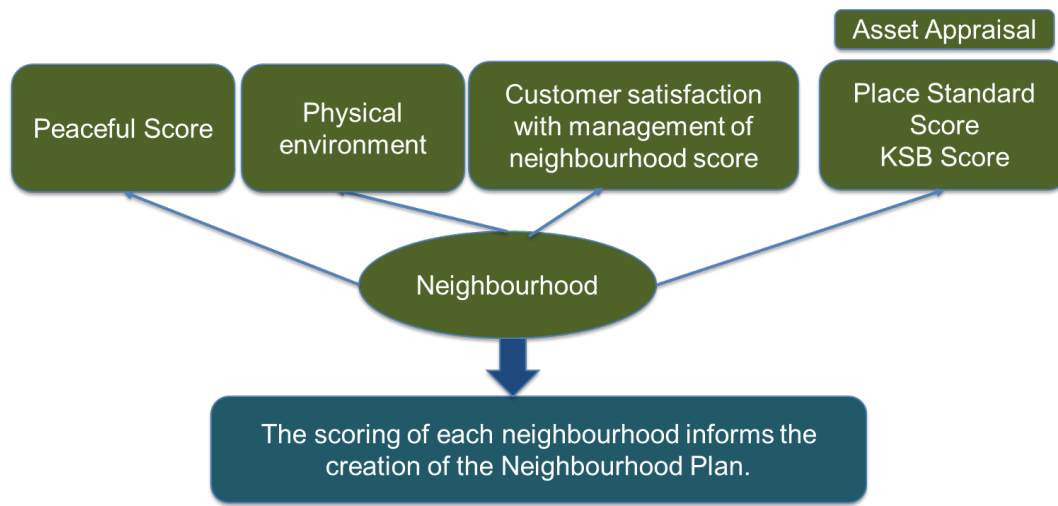 Asset Appraisal
Peaceful Score
Physical
environment
Customer satisfaction
with management of
neighbourhood score
Place Standard
Score
KSB Score
Neighbourhood
The scoring of each neighbourhood informs the
creation of the Neighbourhood Plan.